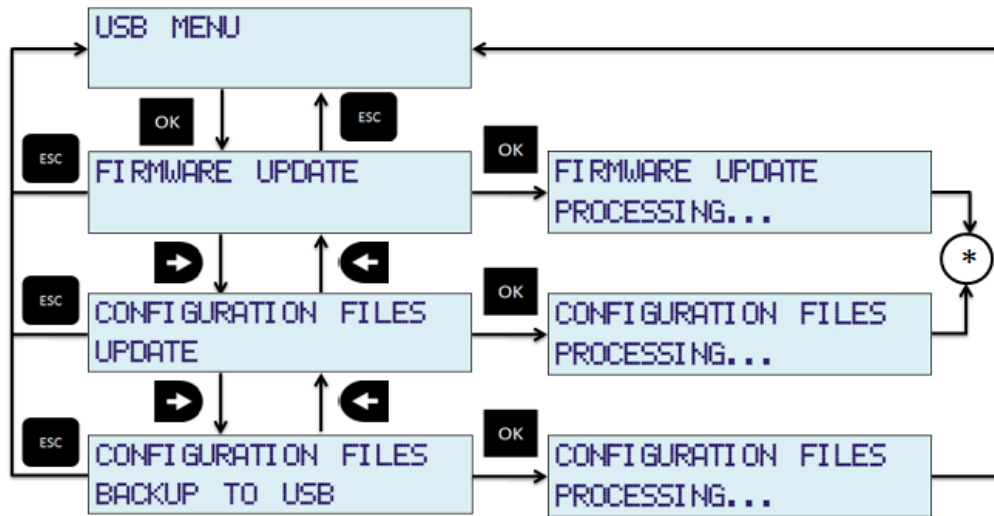 USB MENU
OK
ESC
ESC
FIRMWARE UPDATE
OK
FIRMWARE UPDATE
PROCESSING...
*
ESC
CONFIGURATION FILES
UPDATE
OK
CONFIGURATION FILES
PROCESSING...
ESC
CONFIGURATION FILES
BACKUP TO USB
OK
CONFIGURATION FILES
PROCESSING...